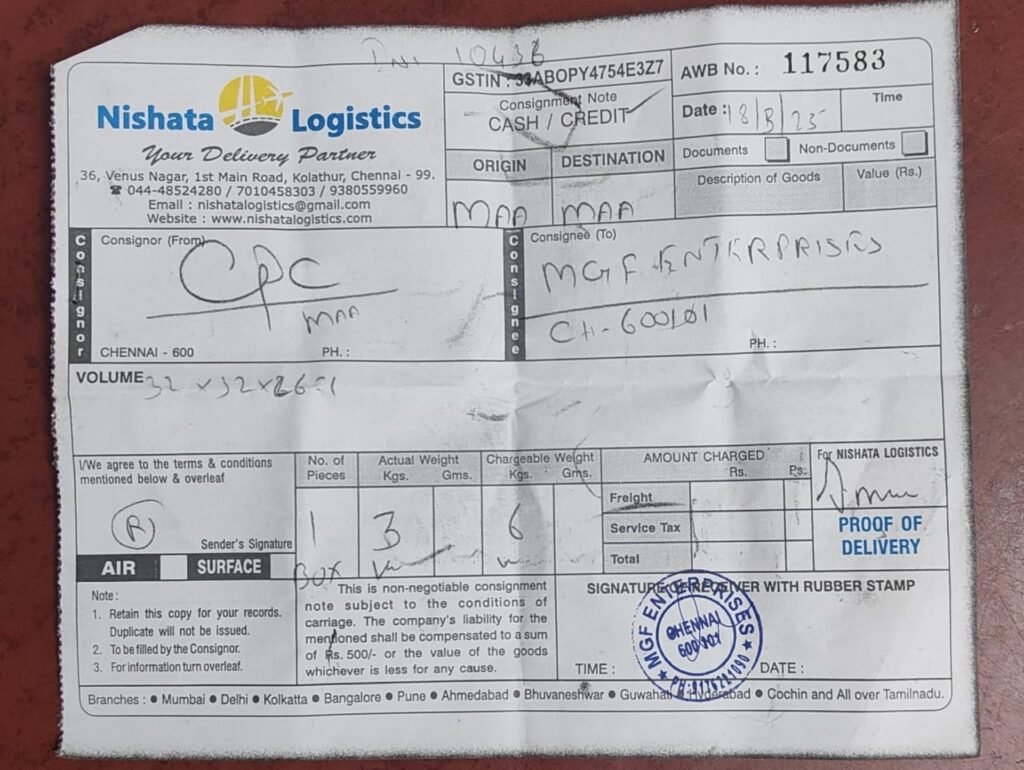 10436
Nishata Logistics
Your Delivery Partner
36, Venus Nagar, 1st Main Road, Kolathur, Chennai - 99.
☎ 044-48524280 / 7010458303 / 9380559960
Email : nishatalogistics@gmail.com
Website : www.nishatalogistics.com
GSTIN : 33ABOPY4754E3Z7
Consignment Note
CASH / CREDIT
ORIGIN DESTINATION
MAA MAA
AWB No. : 117583
Date : 18/3/25 Time
Documents Non-Documents
Description of Goods Value (Rs.)
Consignor
Consignor (From)
CPC
MAA
CHENNAI - 600 PH. :
Consignee
Consignee (To)
MGF ENTERPRISES
CH-600101
PH. :
VOLUME 32 x 32 x 26 = 1
I/We agree to the terms & conditions
mentioned below & overleaf
R
Sender's Signature
AIR SURFACE
No. of Pieces
Actual Weight
Kgs. Gms.
Chargeable Weight
Kgs. Gms.
1 3 6
BOX
AMOUNT CHARGED
Rs. Ps.
Freight
Service Tax
Total
For NISHATA LOGISTICS
PROOF OF
DELIVERY
Note :
1. Retain this copy for your records.
Duplicate will not be issued.
2. To be filled by the Consignor.
3. For information turn overleaf.
This is non-negotiable consignment
note subject to the conditions of
carriage. The company's liability for the
mentioned shall be compensated to a sum
of Rs. 500/- or the value of the goods
whichever is less for any cause.
SIGNATURE OF RECEIVER WITH RUBBER STAMP
MGF ENTERPRISES
CHENNAI
600 101
TIME : DATE :
Branches : ● Mumbai ● Delhi ● Kolkatta ● Bangalore ● Pune ● Ahmedabad ● Bhuvaneshwar ● Guwahati ● Hyderabad ● Cochin and All over Tamilnadu.